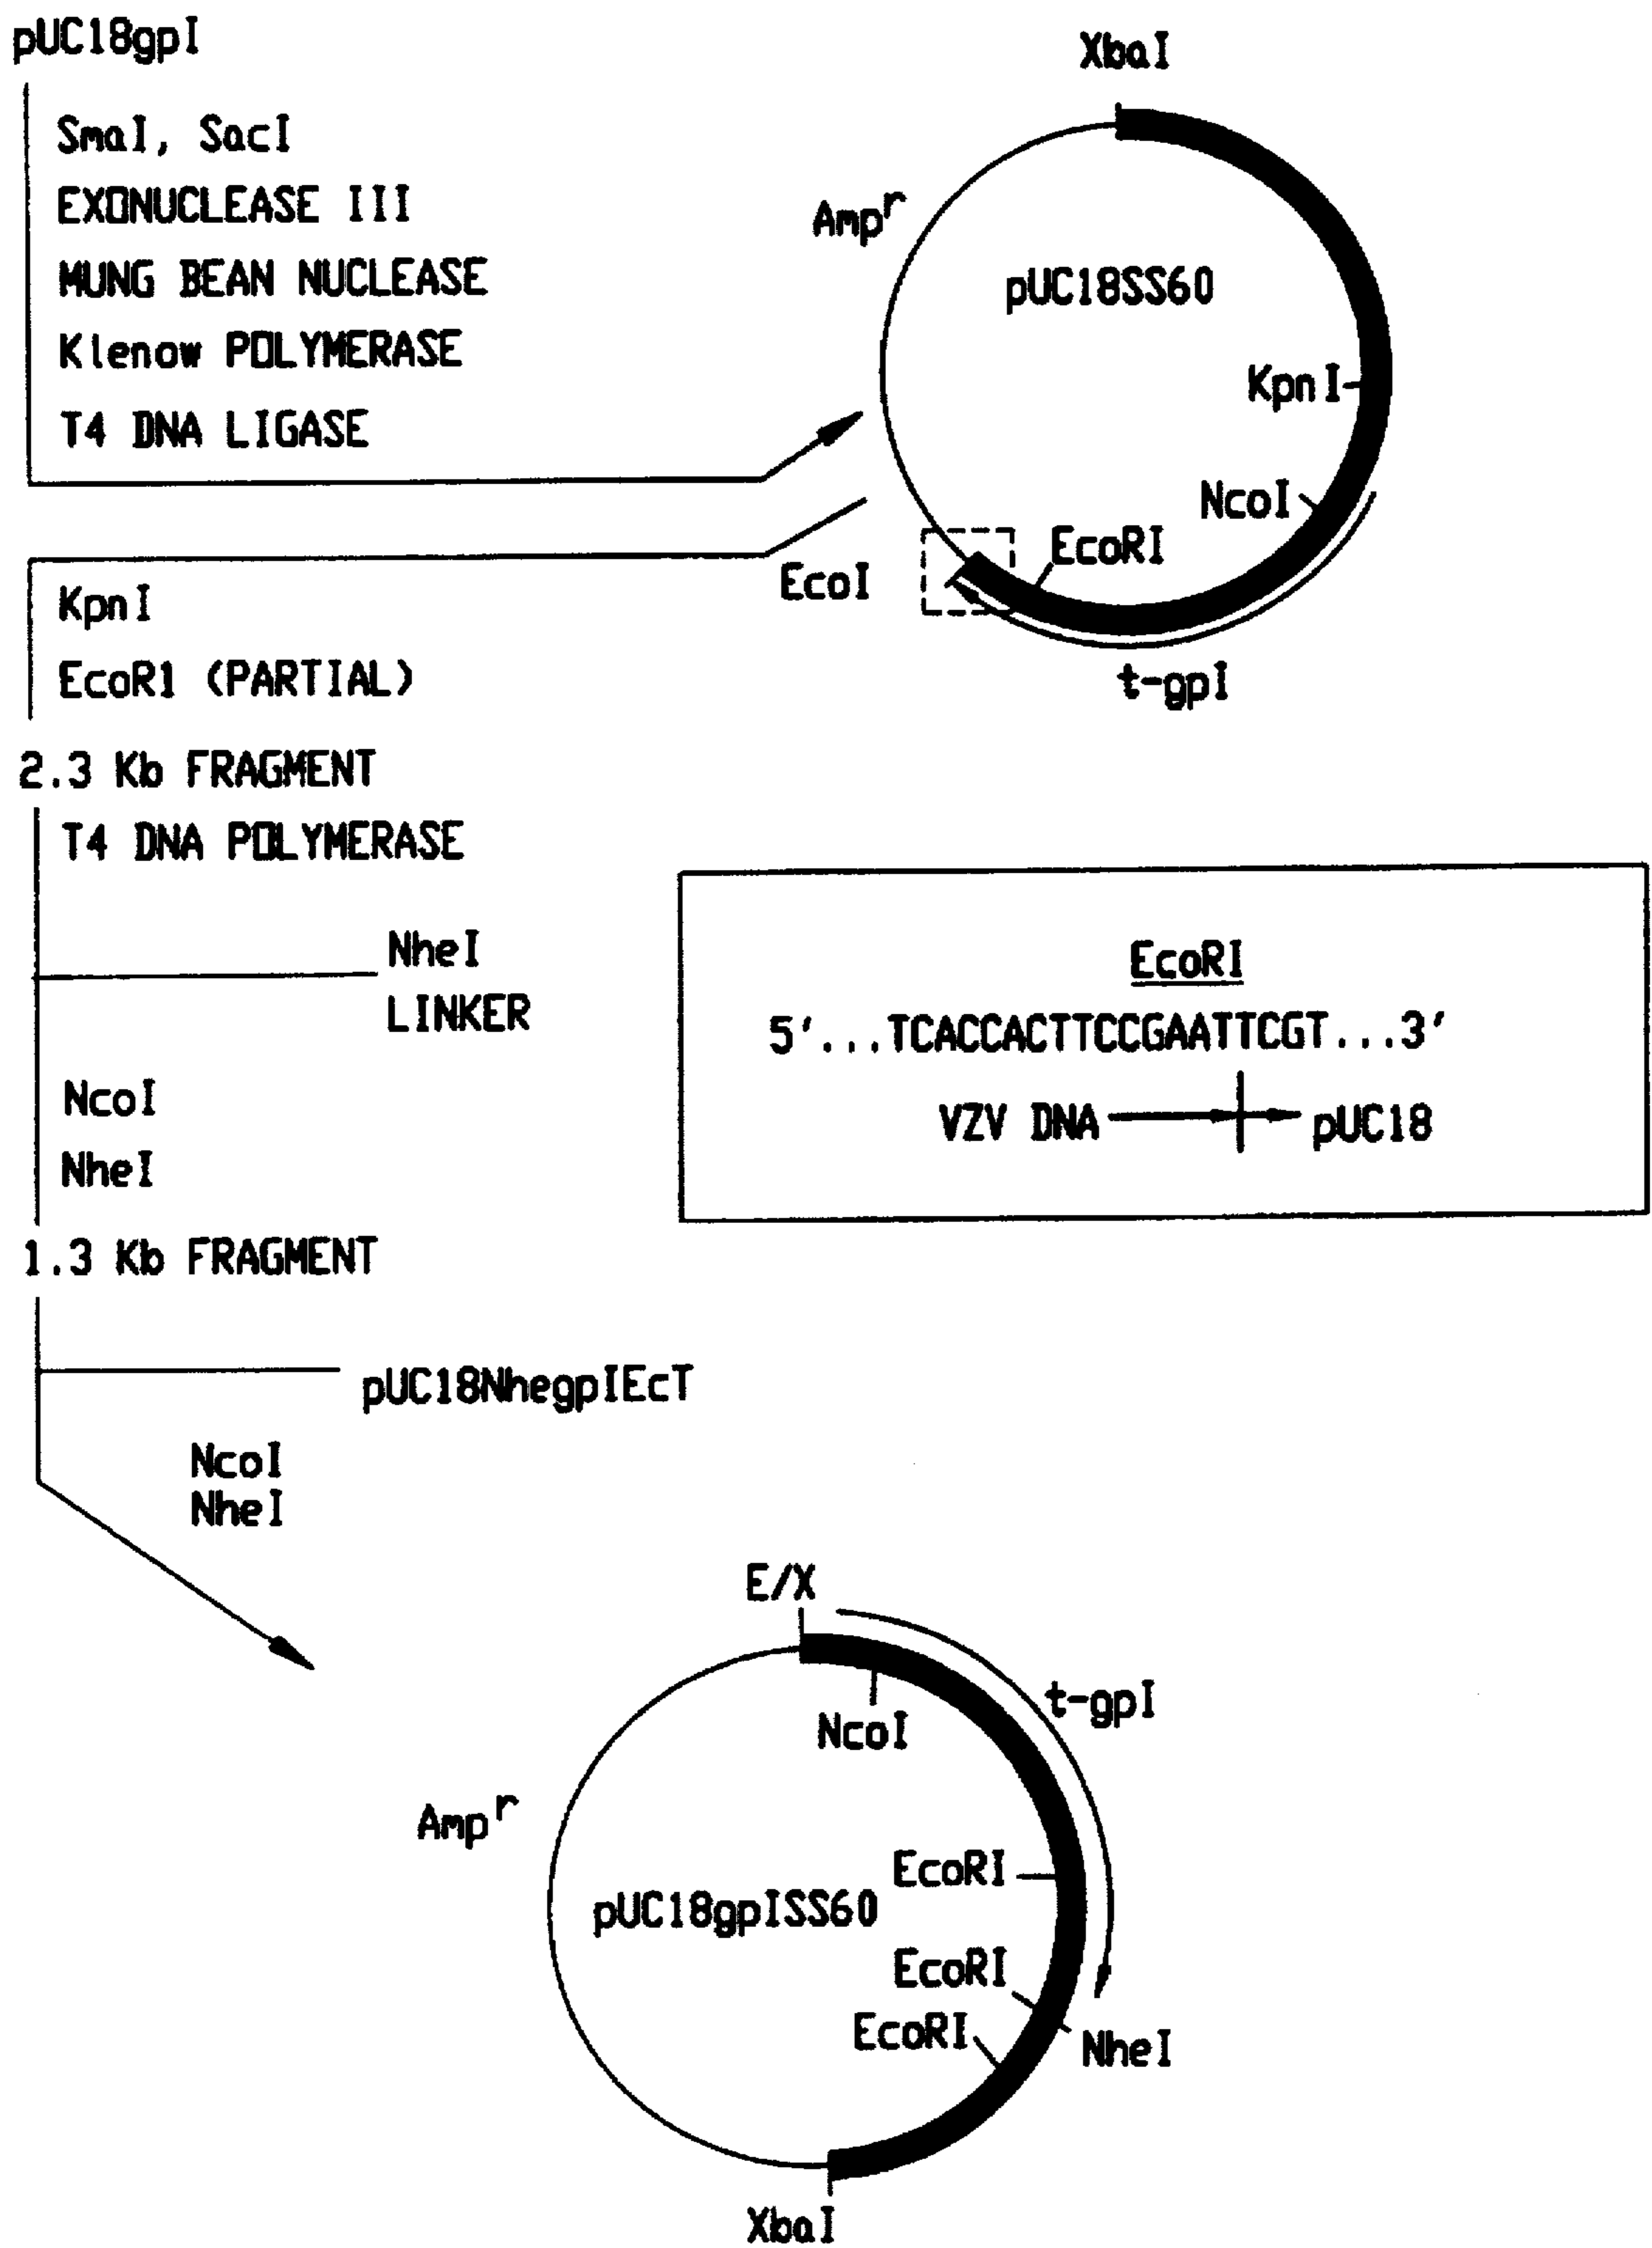 pUC18gpI
SmaI, SacI
EXONUCLEASE III
MUNG BEAN NUCLEASE
Klenow POLYMERASE
T4 DNA LIGASE
XbaI
Ampʳ
pUC18SS60
KpnI
NcoI
EcoRI
EcoI
t-gpI
KpnI
EcoR1 (PARTIAL)
2.3 Kb FRAGMENT
T4 DNA POLYMERASE
NheI
LINKER
NcoI
NheI
1.3 Kb FRAGMENT
EcoRI
5'...TCACCACTTCCGAATTCGT...3'
VZV DNA pUC18
pUC18NhegpIEcT
NcoI
NheI
E/X
t-gpI
NcoI
Ampʳ
EcoRI
pUC18gpISS60
EcoRI
EcoRI
NheI
XbaI